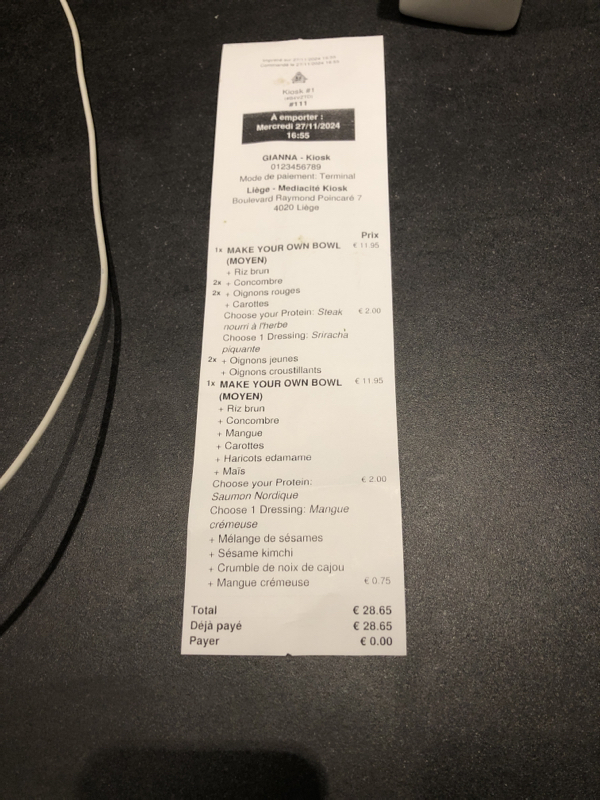 Kiosk #1
#111
À emporter :
Mercredi 27/11/2024
16:55
GIANNA - Kiosk
0123456789
Mode de paiement: Terminal
Liège - Mediacité Kiosk
Boulevard Raymond Poincaré 7
4020 Liège
Prix
1x MAKE YOUR OWN BOWL € 11.95
(MOYEN)
+ Riz brun
2x + Concombre
2x + Oignons rouges
+ Carottes
Choose your Protein: Steak € 2.00
nourri à l'herbe
Choose 1 Dressing: Sriracha
piquante
2x + Oignons jeunes
+ Oignons croustillants
1x MAKE YOUR OWN BOWL € 11.95
(MOYEN)
+ Riz brun
+ Concombre
+ Mangue
+ Carottes
+ Haricots edamame
+ Maïs
Choose your Protein: € 2.00
Saumon Nordique
Choose 1 Dressing: Mangue
crémeuse
+ Mélange de sésames
+ Sésame kimchi
+ Crumble de noix de cajou
+ Mangue crémeuse € 0.75
Total € 28.65
Déjà payé € 28.65
Payer € 0.00